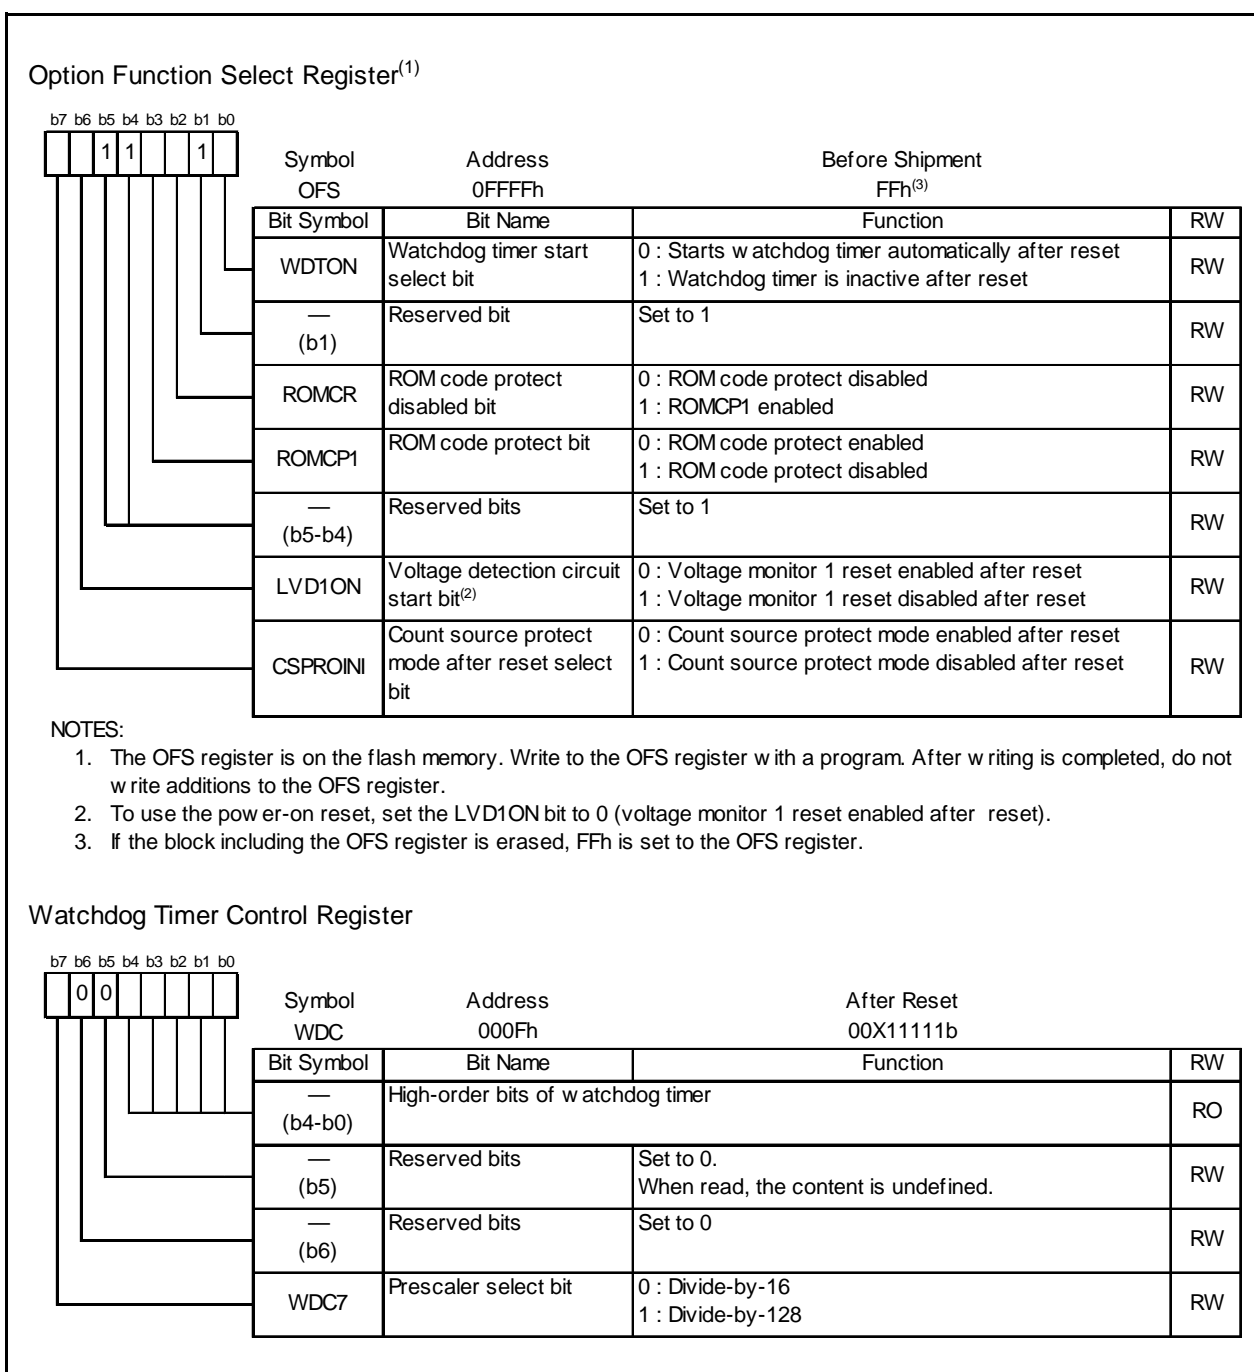 Option Function Select Register(1)
b7 b6 b5 b4 b3 b2 b1 b0
1 1 1
Symbol Address Before Shipment
OFS 0FFFFh FFh(3)
Bit Symbol Bit Name Function RW
WDTON Watchdog timer start select bit 0 : Starts watchdog timer automatically after reset
1 : Watchdog timer is inactive after reset RW
— (b1) Reserved bit Set to 1 RW
ROMCR ROM code protect disabled bit 0 : ROM code protect disabled
1 : ROMCP1 enabled RW
ROMCP1 ROM code protect bit 0 : ROM code protect enabled
1 : ROM code protect disabled RW
— (b5-b4) Reserved bits Set to 1 RW
LVD1ON Voltage detection circuit start bit(2) 0 : Voltage monitor 1 reset enabled after reset
1 : Voltage monitor 1 reset disabled after reset RW
CSPROINI Count source protect mode after reset select bit 0 : Count source protect mode enabled after reset
1 : Count source protect mode disabled after reset RW
NOTES:
1. The OFS register is on the flash memory. Write to the OFS register with a program. After writing is completed, do not
write additions to the OFS register.
2. To use the power-on reset, set the LVD1ON bit to 0 (voltage monitor 1 reset enabled after reset).
3. If the block including the OFS register is erased, FFh is set to the OFS register.
Watchdog Timer Control Register
b7 b6 b5 b4 b3 b2 b1 b0
0 0
Symbol Address After Reset
WDC 000Fh 00X11111b
Bit Symbol Bit Name Function RW
— (b4-b0) High-order bits of watchdog timer RO
— (b5) Reserved bits Set to 0.
When read, the content is undefined. RW
— (b6) Reserved bits Set to 0 RW
WDC7 Prescaler select bit 0 : Divide-by-16
1 : Divide-by-128 RW